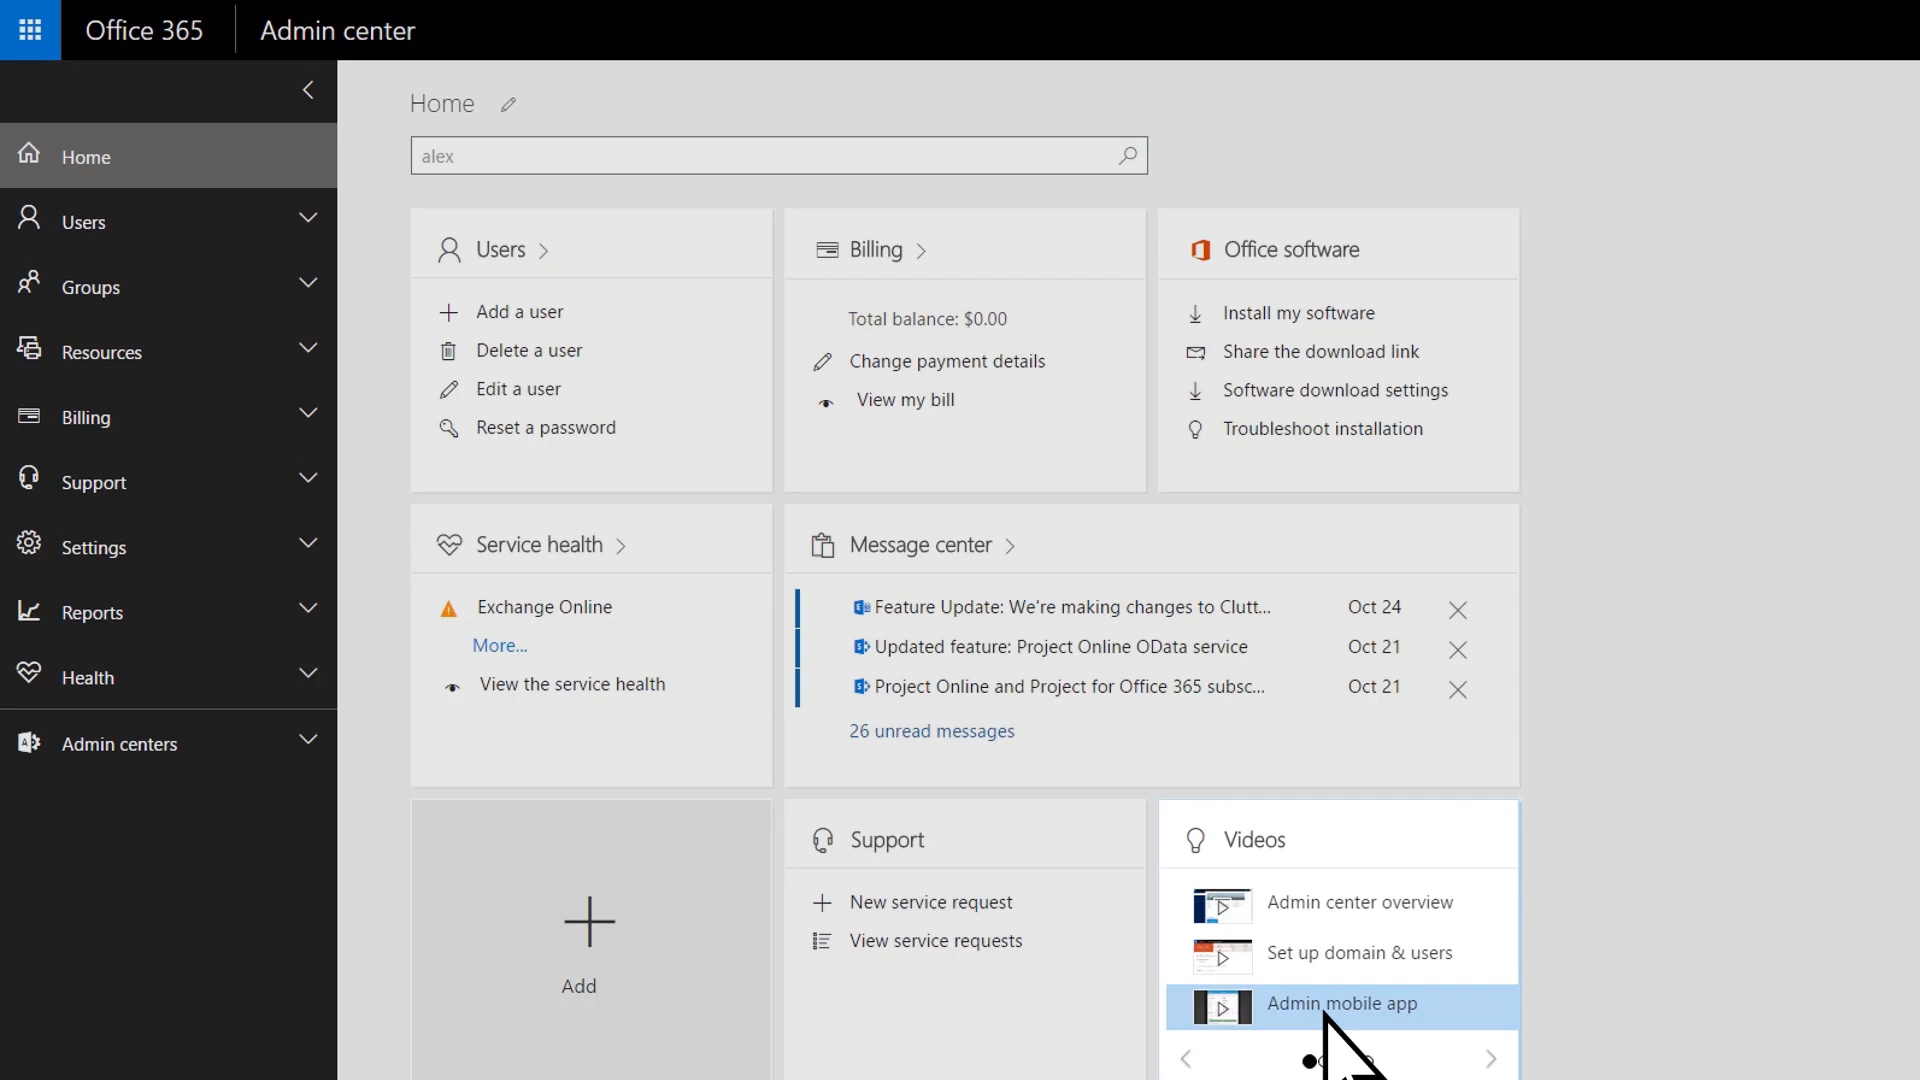 Office 365
Admin center
Home
Users
Groups
Resources
Billing
Support
Settings
Reports
Health
Admin centers
Home
alex
Users
Add a user
Delete a user
Edit a user
Reset a password
Billing
Total balance: $0.00
Change payment details
View my bill
Office software
Install my software
Share the download link
Software download settings
Troubleshoot installation
Service health
Exchange Online
More...
View the service health
Message center
Feature Update: We're making changes to Clutt... Oct 24
Updated feature: Project Online OData service Oct 21
Project Online and Project for Office 365 subsc... Oct 21
26 unread messages
Add
Support
New service request
View service requests
Videos
Admin center overview
Set up domain & users
Admin mobile app